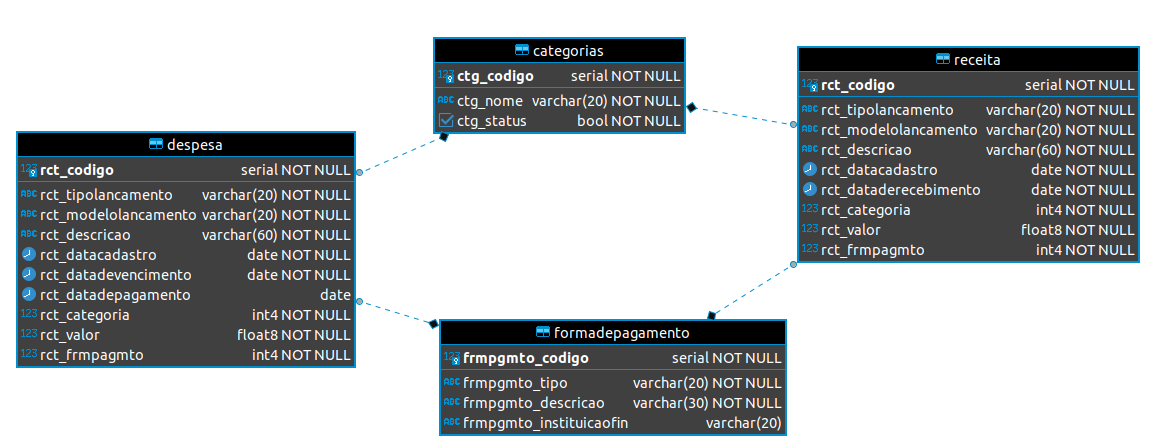 categorias
ctg_codigo serial NOT NULL
ctg_nome varchar(20) NOT NULL
ctg_status bool NOT NULL
receita
rct_codigo serial NOT NULL
rct_tipolancamento varchar(20) NOT NULL
rct_modelolancamento varchar(20) NOT NULL
rct_descricao varchar(60) NOT NULL
rct_datacadastro date NOT NULL
rct_dataderecebimento date NOT NULL
rct_categoria int4 NOT NULL
rct_valor float8 NOT NULL
rct_frmpagmto int4 NOT NULL
despesa
rct_codigo serial NOT NULL
rct_tipolancamento varchar(20) NOT NULL
rct_modelolancamento varchar(20) NOT NULL
rct_descricao varchar(60) NOT NULL
rct_datacadastro date NOT NULL
rct_datadevencimento date NOT NULL
rct_datadepagamento date
rct_categoria int4 NOT NULL
rct_valor float8 NOT NULL
rct_frmpagmto int4 NOT NULL
formadepagamento
frmpgmto_codigo serial NOT NULL
frmpgmto_tipo varchar(20) NOT NULL
frmpgmto_descricao varchar(30) NOT NULL
frmpgmto_instituicaofin varchar(20)